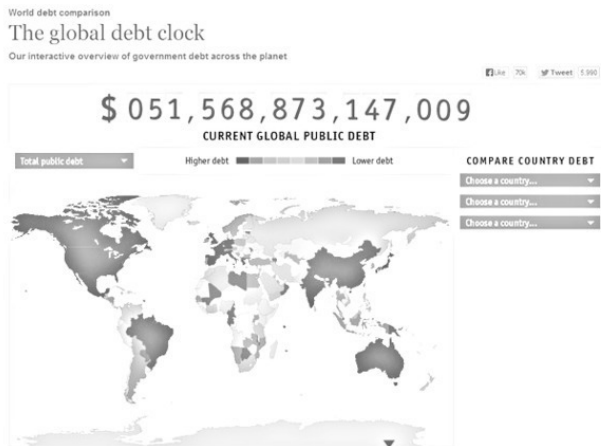 World debt comparison
The global debt clock
Our interactive overview of government debt across the planet
Like 70k Tweet 5,990
$ 051,568,873,147,009
CURRENT GLOBAL PUBLIC DEBT
Total public debt
Higher debt Lower debt
COMPARE COUNTRY DEBT
Choose a country...
Choose a country...
Choose a country...